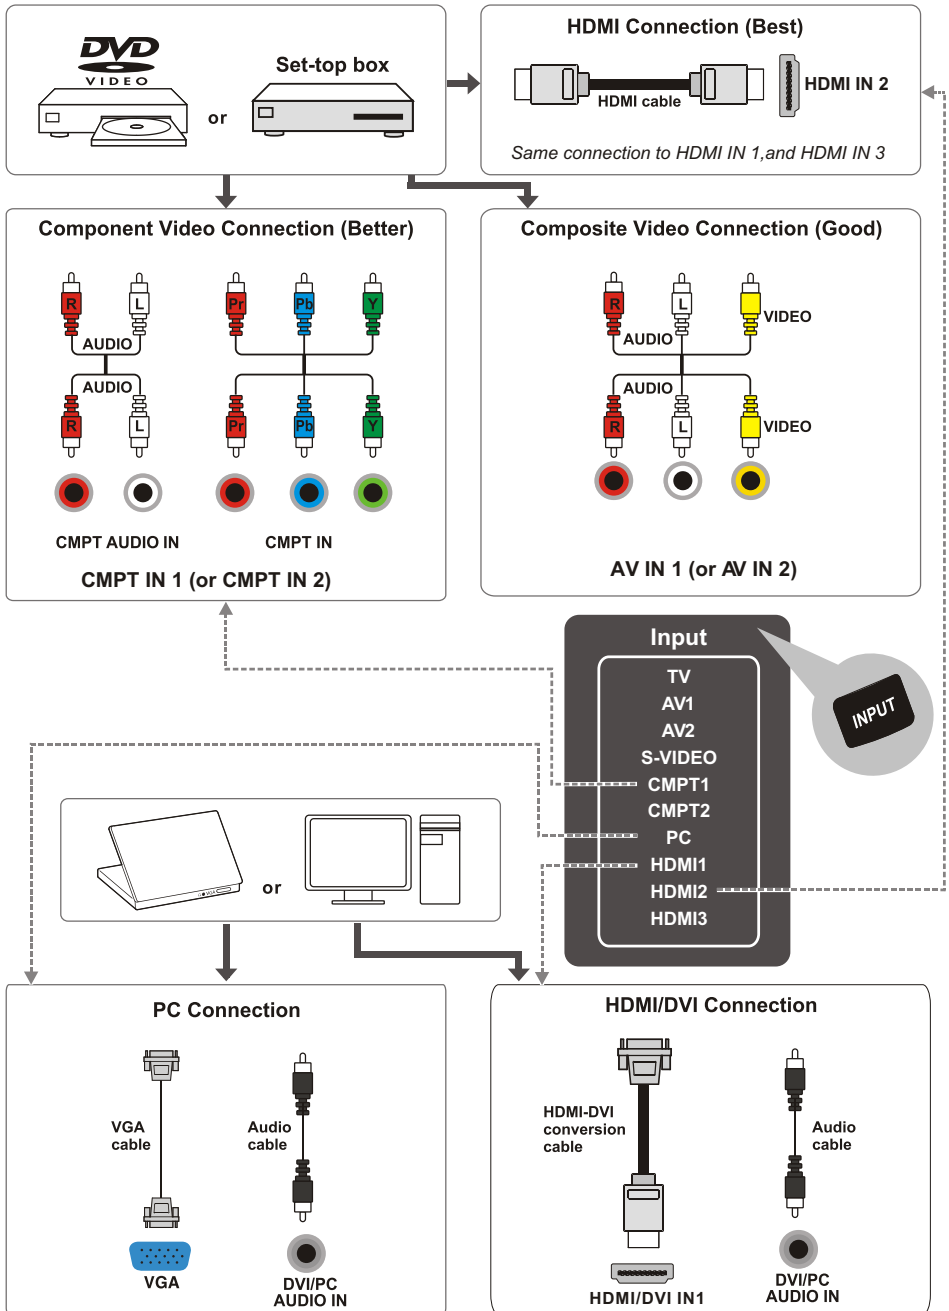 DVD
VIDEO
or
Set-top box
HDMI Connection (Best)
HDMI cable
HDMI IN 2
Same connection to HDMI IN 1,and HDMI IN 3
Component Video Connection (Better)
R
L
Pr
Pb
Y
AUDIO
AUDIO
R
L
Pr
Pb
Y
CMPT AUDIO IN
CMPT IN
CMPT IN 1 (or CMPT IN 2)
Composite Video Connection (Good)
R
L
VIDEO
AUDIO
AUDIO
R
L
VIDEO
AV IN 1 (or AV IN 2)
Input
TV
AV1
AV2
S-VIDEO
CMPT1
CMPT2
PC
HDMI1
HDMI2
HDMI3
INPUT
or
PC Connection
VGA
cable
Audio
cable
VGA
DVI/PC
AUDIO IN
HDMI/DVI Connection
HDMI-DVI
conversion
cable
Audio
cable
HDMI/DVI IN1
DVI/PC
AUDIO IN